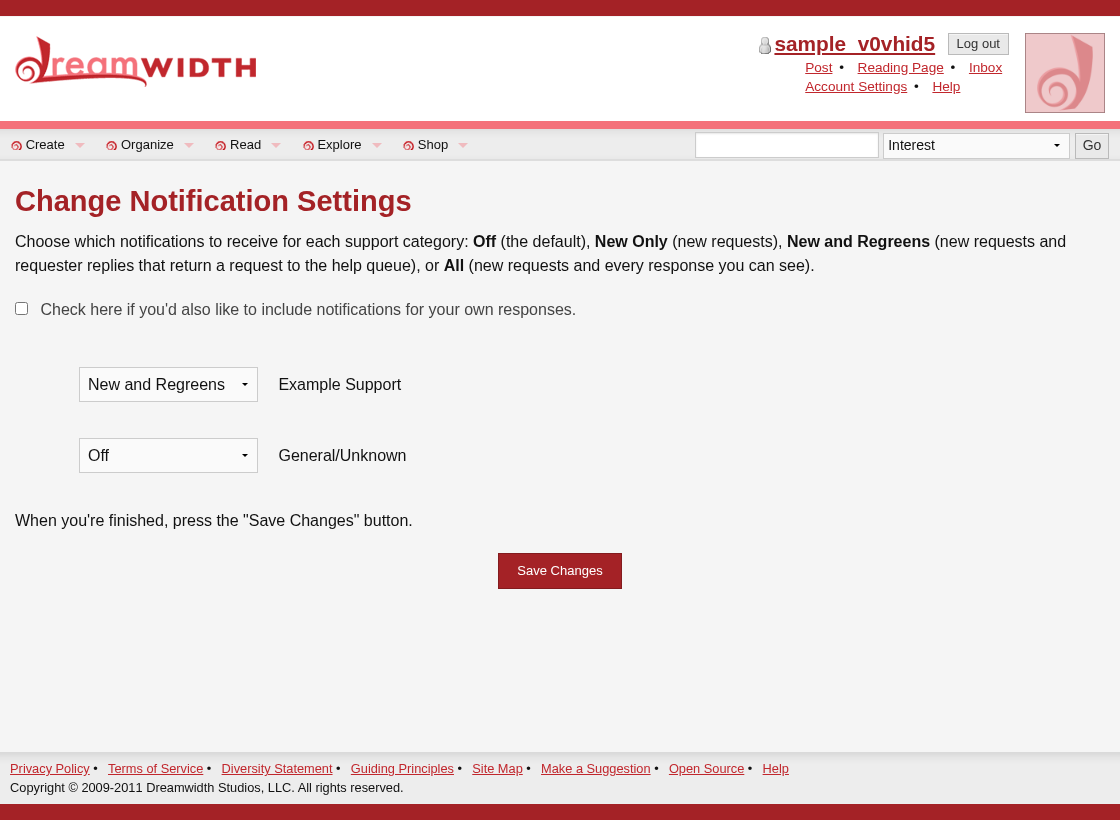 dreamWIDTH
sample_v0vhid5 Log out
Post • Reading Page • Inbox
Account Settings • Help
Create Organize Read Explore Shop Interest Go
Change Notification Settings
Choose which notifications to receive for each support category: Off (the default), New Only (new requests), New and Regreens (new requests and
requester replies that return a request to the help queue), or All (new requests and every response you can see).
Check here if you'd also like to include notifications for your own responses.
New and Regreens Example Support
Off General/Unknown
When you're finished, press the "Save Changes" button.
Save Changes
Privacy Policy • Terms of Service • Diversity Statement • Guiding Principles • Site Map • Make a Suggestion • Open Source • Help
Copyright © 2009-2011 Dreamwidth Studios, LLC. All rights reserved.